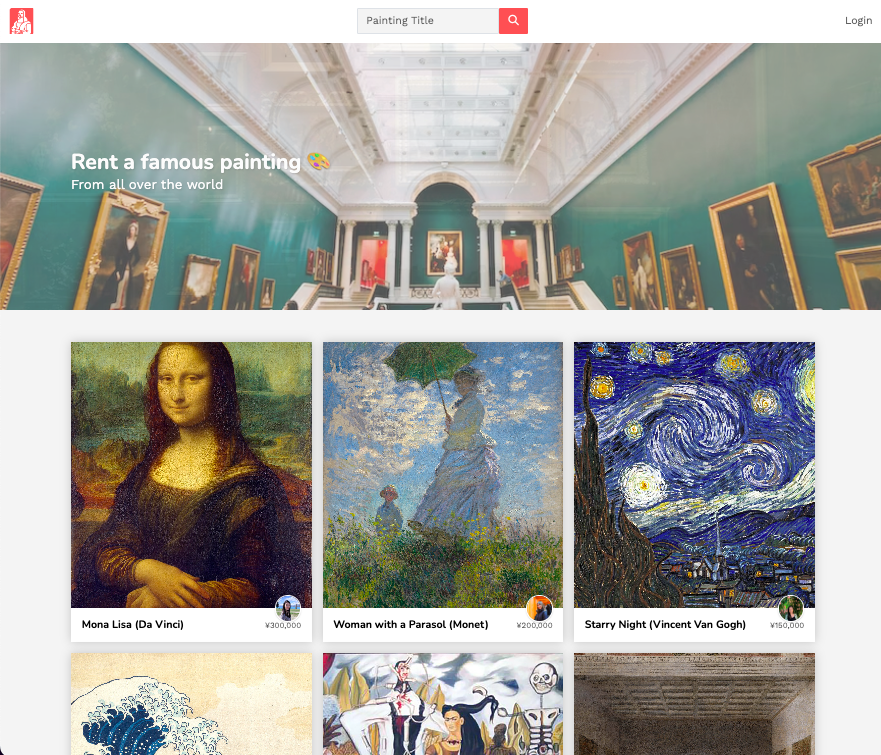 Painting Title
Login
Rent a famous painting 🎨
From all over the world
Mona Lisa (Da Vinci)
¥300,000
Woman with a Parasol (Monet)
¥200,000
Starry Night (Vincent Van Gogh)
¥150,000